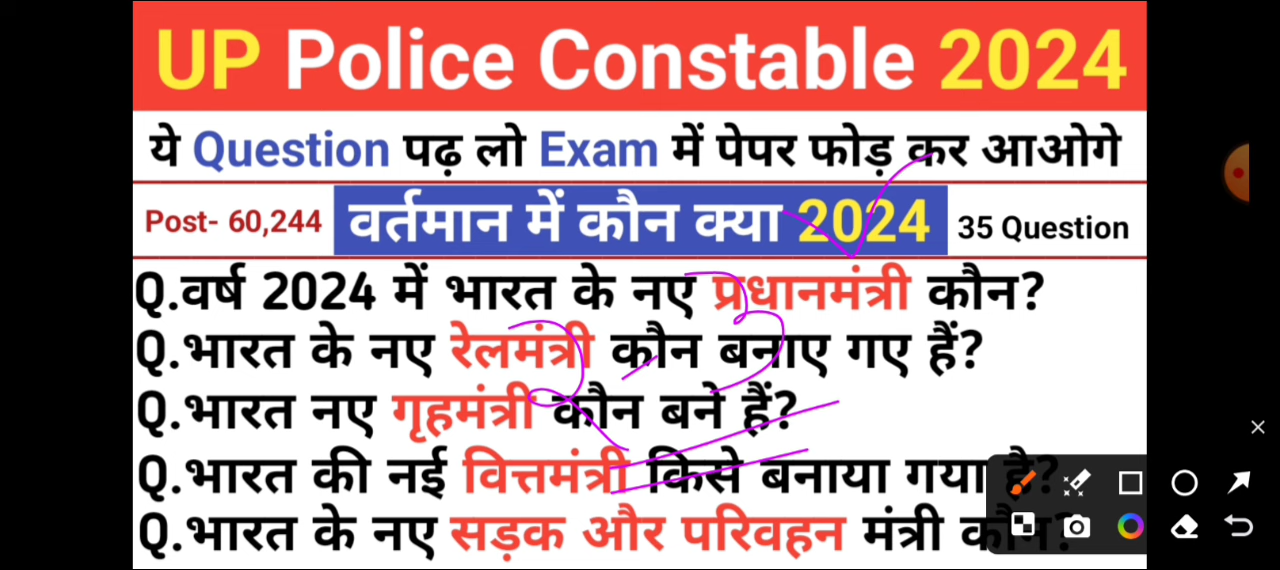 UP Police Constable 2024
ये Question पढ़ लो Exam में पेपर फोड़ कर आओगे
Post- 60,244 वर्तमान में कौन क्या 2024 35 Question
Q.वर्ष 2024 में भारत के नए प्रधानमंत्री कौन?
Q.भारत के नए रेलमंत्री कौन बनाए गए हैं?
Q.भारत नए गृहमंत्री कौन बने हैं?
Q.भारत की नई वित्तमंत्री किसे बनाया गया है?
Q.भारत के नए सड़क और परिवहन मंत्री कौन?